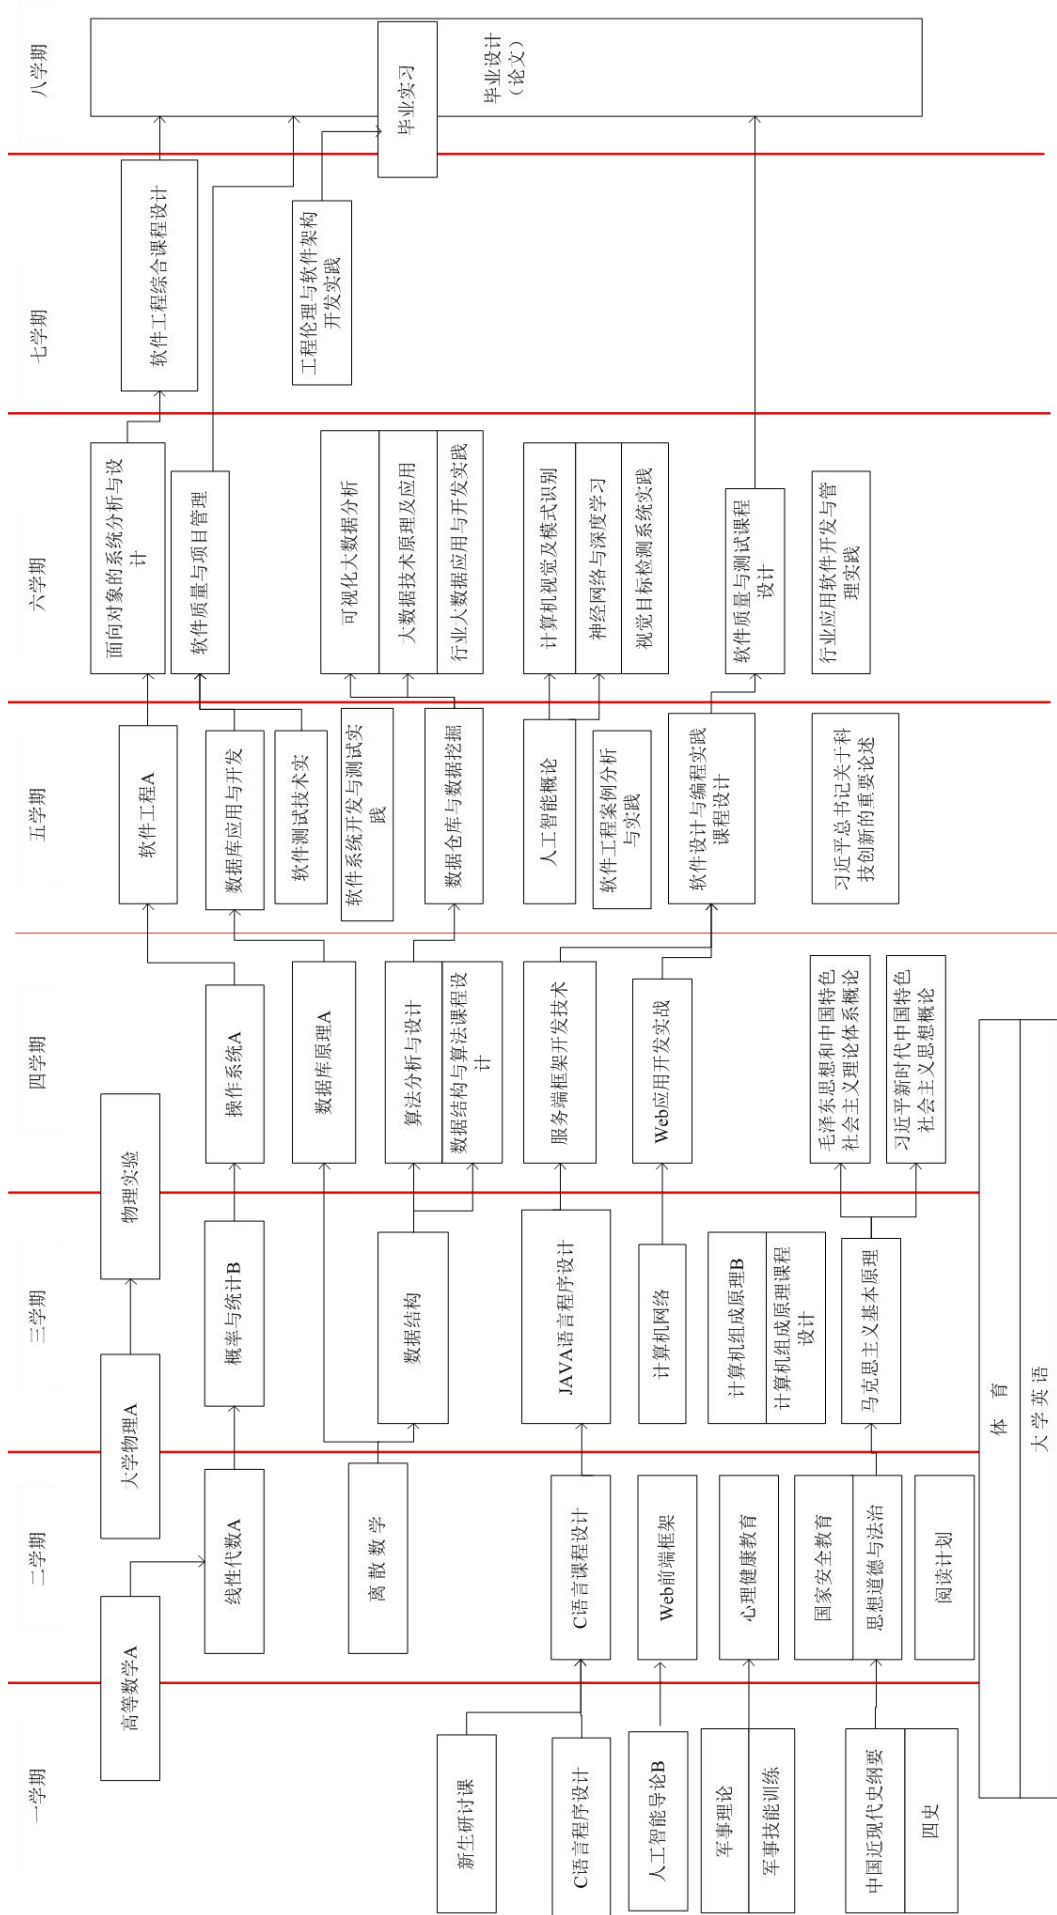 一学期
二学期
三学期
四学期
五学期
六学期
七学期
八学期
高等数学A
大学物理A
物理实验
线性代数A
概率与统计B
操作系统A
软件工程A
面向对象的系统分析与设
计
软件工程综合课程设计
毕业设计
（论文）
数据库应用与开发
软件质量与项目管理
离 散 数 学
数据库原理A
软件测试技术实
工程伦理与软件架构
开发实践
毕业实习
软件系统开发与测试实
践
新生研讨课
数据结构
算法分析与设计
数据结构与算法课程设
计
数据仓库与数据挖掘
可视化大数据分析
大数据技术原理及应用
行业大数据应用与开发实践
C语言程序设计
C语言课程设计
JAVA语言程序设计
服务端框架开发技术
人工智能概论
计算机视觉及模式识别
神经网络与深度学习
视觉目标检测系统实践
软件工程案例分析
与实践
人工智能导论B
Web前端框架
计算机网络
Web应用开发实战
软件设计与编程实践
课程设计
软件质量与测试课程
设计
军事理论
军事技能训练
心理健康教育
计算机组成原理B
计算机组成原理课程
设计
国家安全教育
思想道德与法治
中国近现代史纲要
四史
马克思主义基本原理
毛泽东思想和中国特色
社会主义理论体系概论
习近平新时代中国特色
社会主义思想概论
习近平总书记关于科
技创新的重要论述
行业应用软件开发与管
理实践
阅读计划
体 育
大 学 英 语